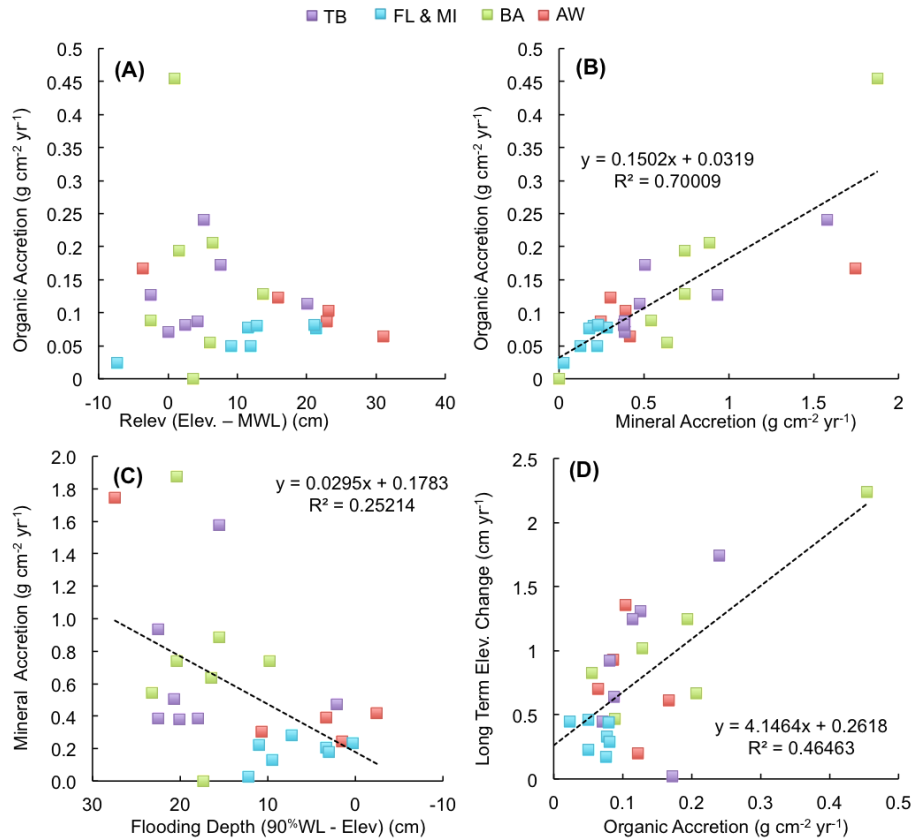 TB FL & MI BA AW
(A)
0.5
0.45
0.4
0.35
0.3
0.25
0.2
0.15
0.1
0.05
0
Organic Accretion (g cm-2 yr-1)
-10 0 10 20 30 40
Relev (Elev. – MWL) (cm)
(B)
0.5
0.45
0.4
0.35
0.3
0.25
0.2
0.15
0.1
0.05
0
Organic Accretion (g cm-2 yr-1)
y = 0.1502x + 0.0319
R² = 0.70009
0 0.5 1 1.5 2
Mineral Accretion (g cm-2 yr-1)
(C)
2.0
1.8
1.6
1.4
1.2
1.0
0.8
0.6
0.4
0.2
0.0
Mineral Accretion (g cm-2 yr-1)
y = 0.0295x + 0.1783
R² = 0.25214
30 20 10 0 -10
Flooding Depth (90%WL - Elev) (cm)
(D)
2.5
2
1.5
1
0.5
0
Long Term Elev. Change (cm yr-1)
y = 4.1464x + 0.2618
R² = 0.46463
0 0.1 0.2 0.3 0.4 0.5
Organic Accretion (g cm-2 yr-1)